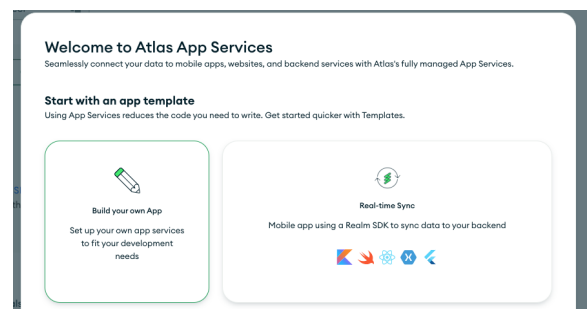 Welcome to Atlas App Services
Seamlessly connect your data to mobile apps, websites, and backend services with Atlas's fully managed App Services.
Start with an app template
Using App Services reduces the code you need to write. Get started quicker with Templates.
Build your own App
Set up your own app services
to fit your development
needs
Real-time Sync
Mobile app using a Realm SDK to sync data to your backend